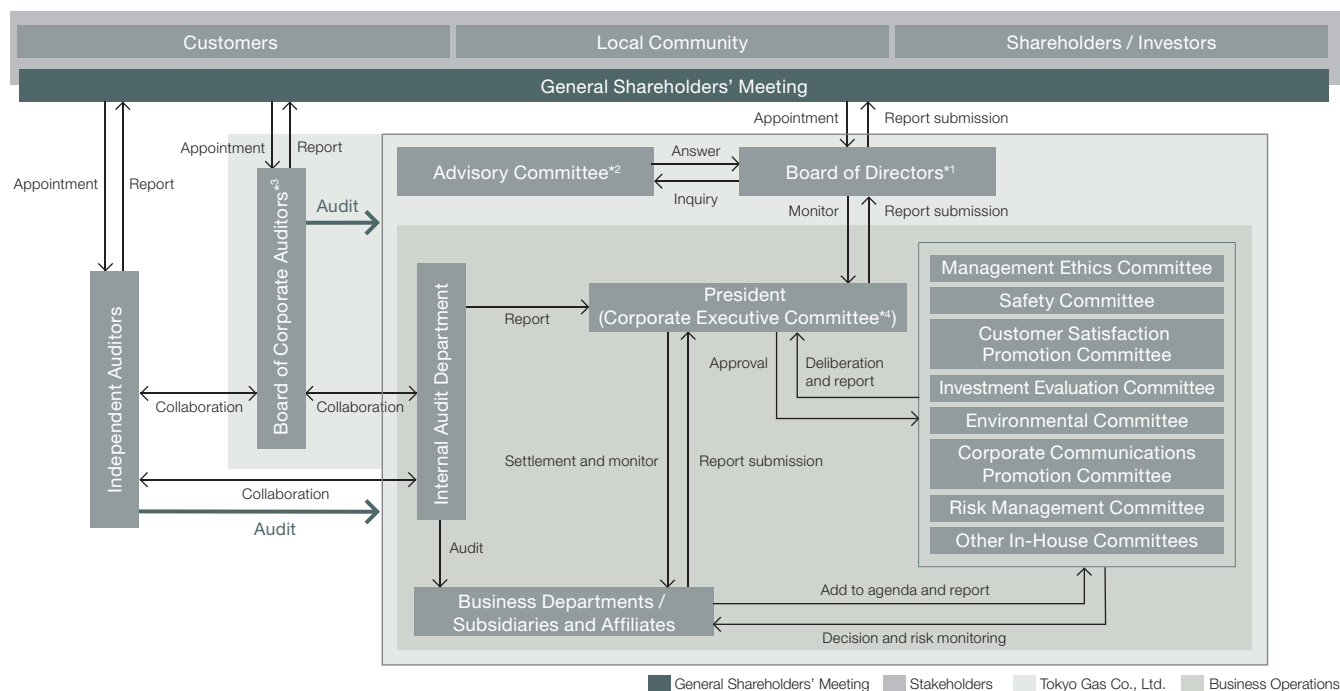 Customers
Local Community
Shareholders / Investors
General Shareholders' Meeting
Appointment
Report
Appointment
Report
Appointment
Report submission
Advisory Committee*2
Answer
Inquiry
Board of Directors*1
Monitor
Report submission
Board of Corporate Auditors*3
Audit
Independent Auditors
Internal Audit Department
Report
President
(Corporate Executive Committee*4)
Approval
Deliberation
and report
Management Ethics Committee
Safety Committee
Customer Satisfaction
Promotion Committee
Investment Evaluation Committee
Environmental Committee
Corporate Communications
Promotion Committee
Risk Management Committee
Other In-House Committees
Collaboration
Collaboration
Collaboration
Audit
Settlement and monitor
Report submission
Audit
Business Departments /
Subsidiaries and Affiliates
Add to agenda and report
Decision and risk monitoring
General Shareholders' Meeting
Stakeholders
Tokyo Gas Co., Ltd.
Business Operations